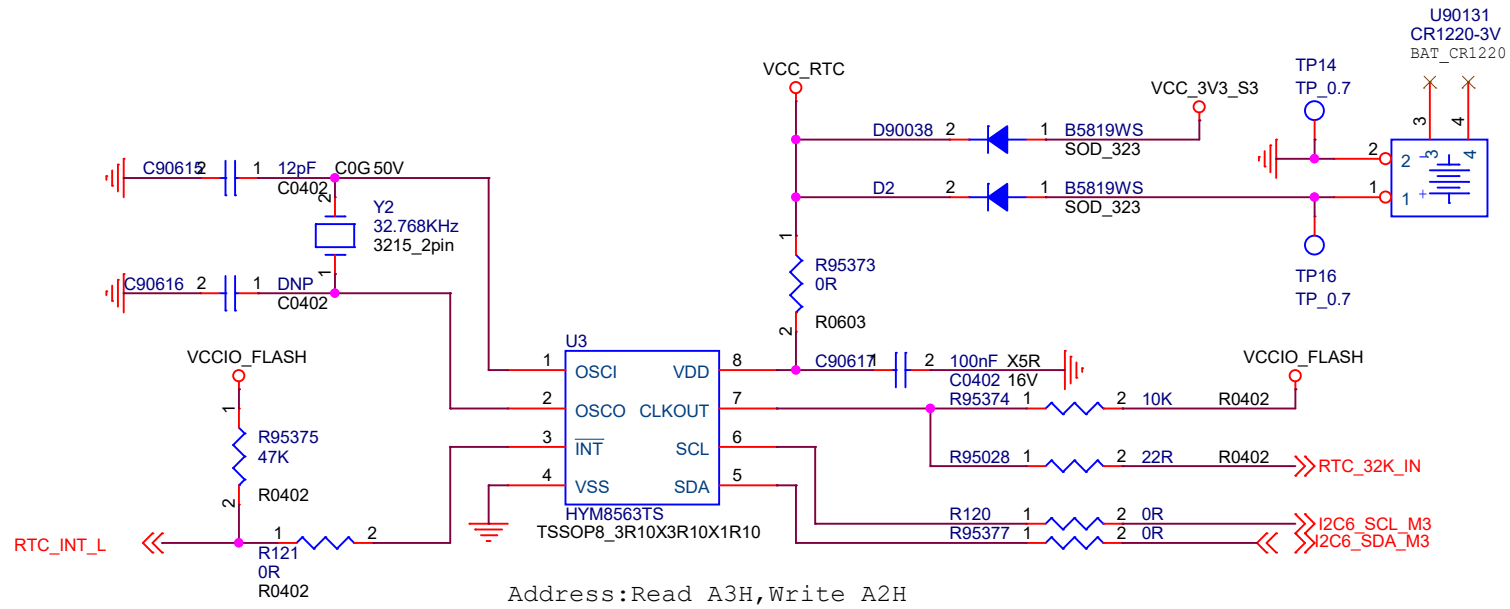 U90131
CR1220-3V
BAT_CR1220
TP14
TP_0.7
VCC_RTC
VCC_3V3_S3
3
4
D90038 2 1 B5819WS
SOD_323
2 2 - 3 4
1 + 1
D2 2 1 B5819WS
SOD_323
TP16
TP_0.7
C90615 2 1 12pF C0G 50V
C0402
2
Y2
32.768KHz
3215_2pin
1
C90616 2 1 DNP
C0402
1
R95373
0R
R0603
2
VCCIO_FLASH
1
R95375
47K
R0402
2
U3
1 OSCI VDD 8
2 OSCO CLKOUT 7
3 INT SCL 6
4 VSS SDA 5
HYM8563TS
TSSOP8_3R10X3R10X1R10
C90617 1 2 100nF X5R
C0402 16V
VCCIO_FLASH
R95374 1 2 10K R0402
R95028 1 2 22R R0402 RTC_32K_IN
R120 1 2 0R I2C6_SCL_M3
R95377 1 2 0R I2C6_SDA_M3
RTC_INT_L
1 2
R121
0R
R0402
Address:Read A3H,Write A2H